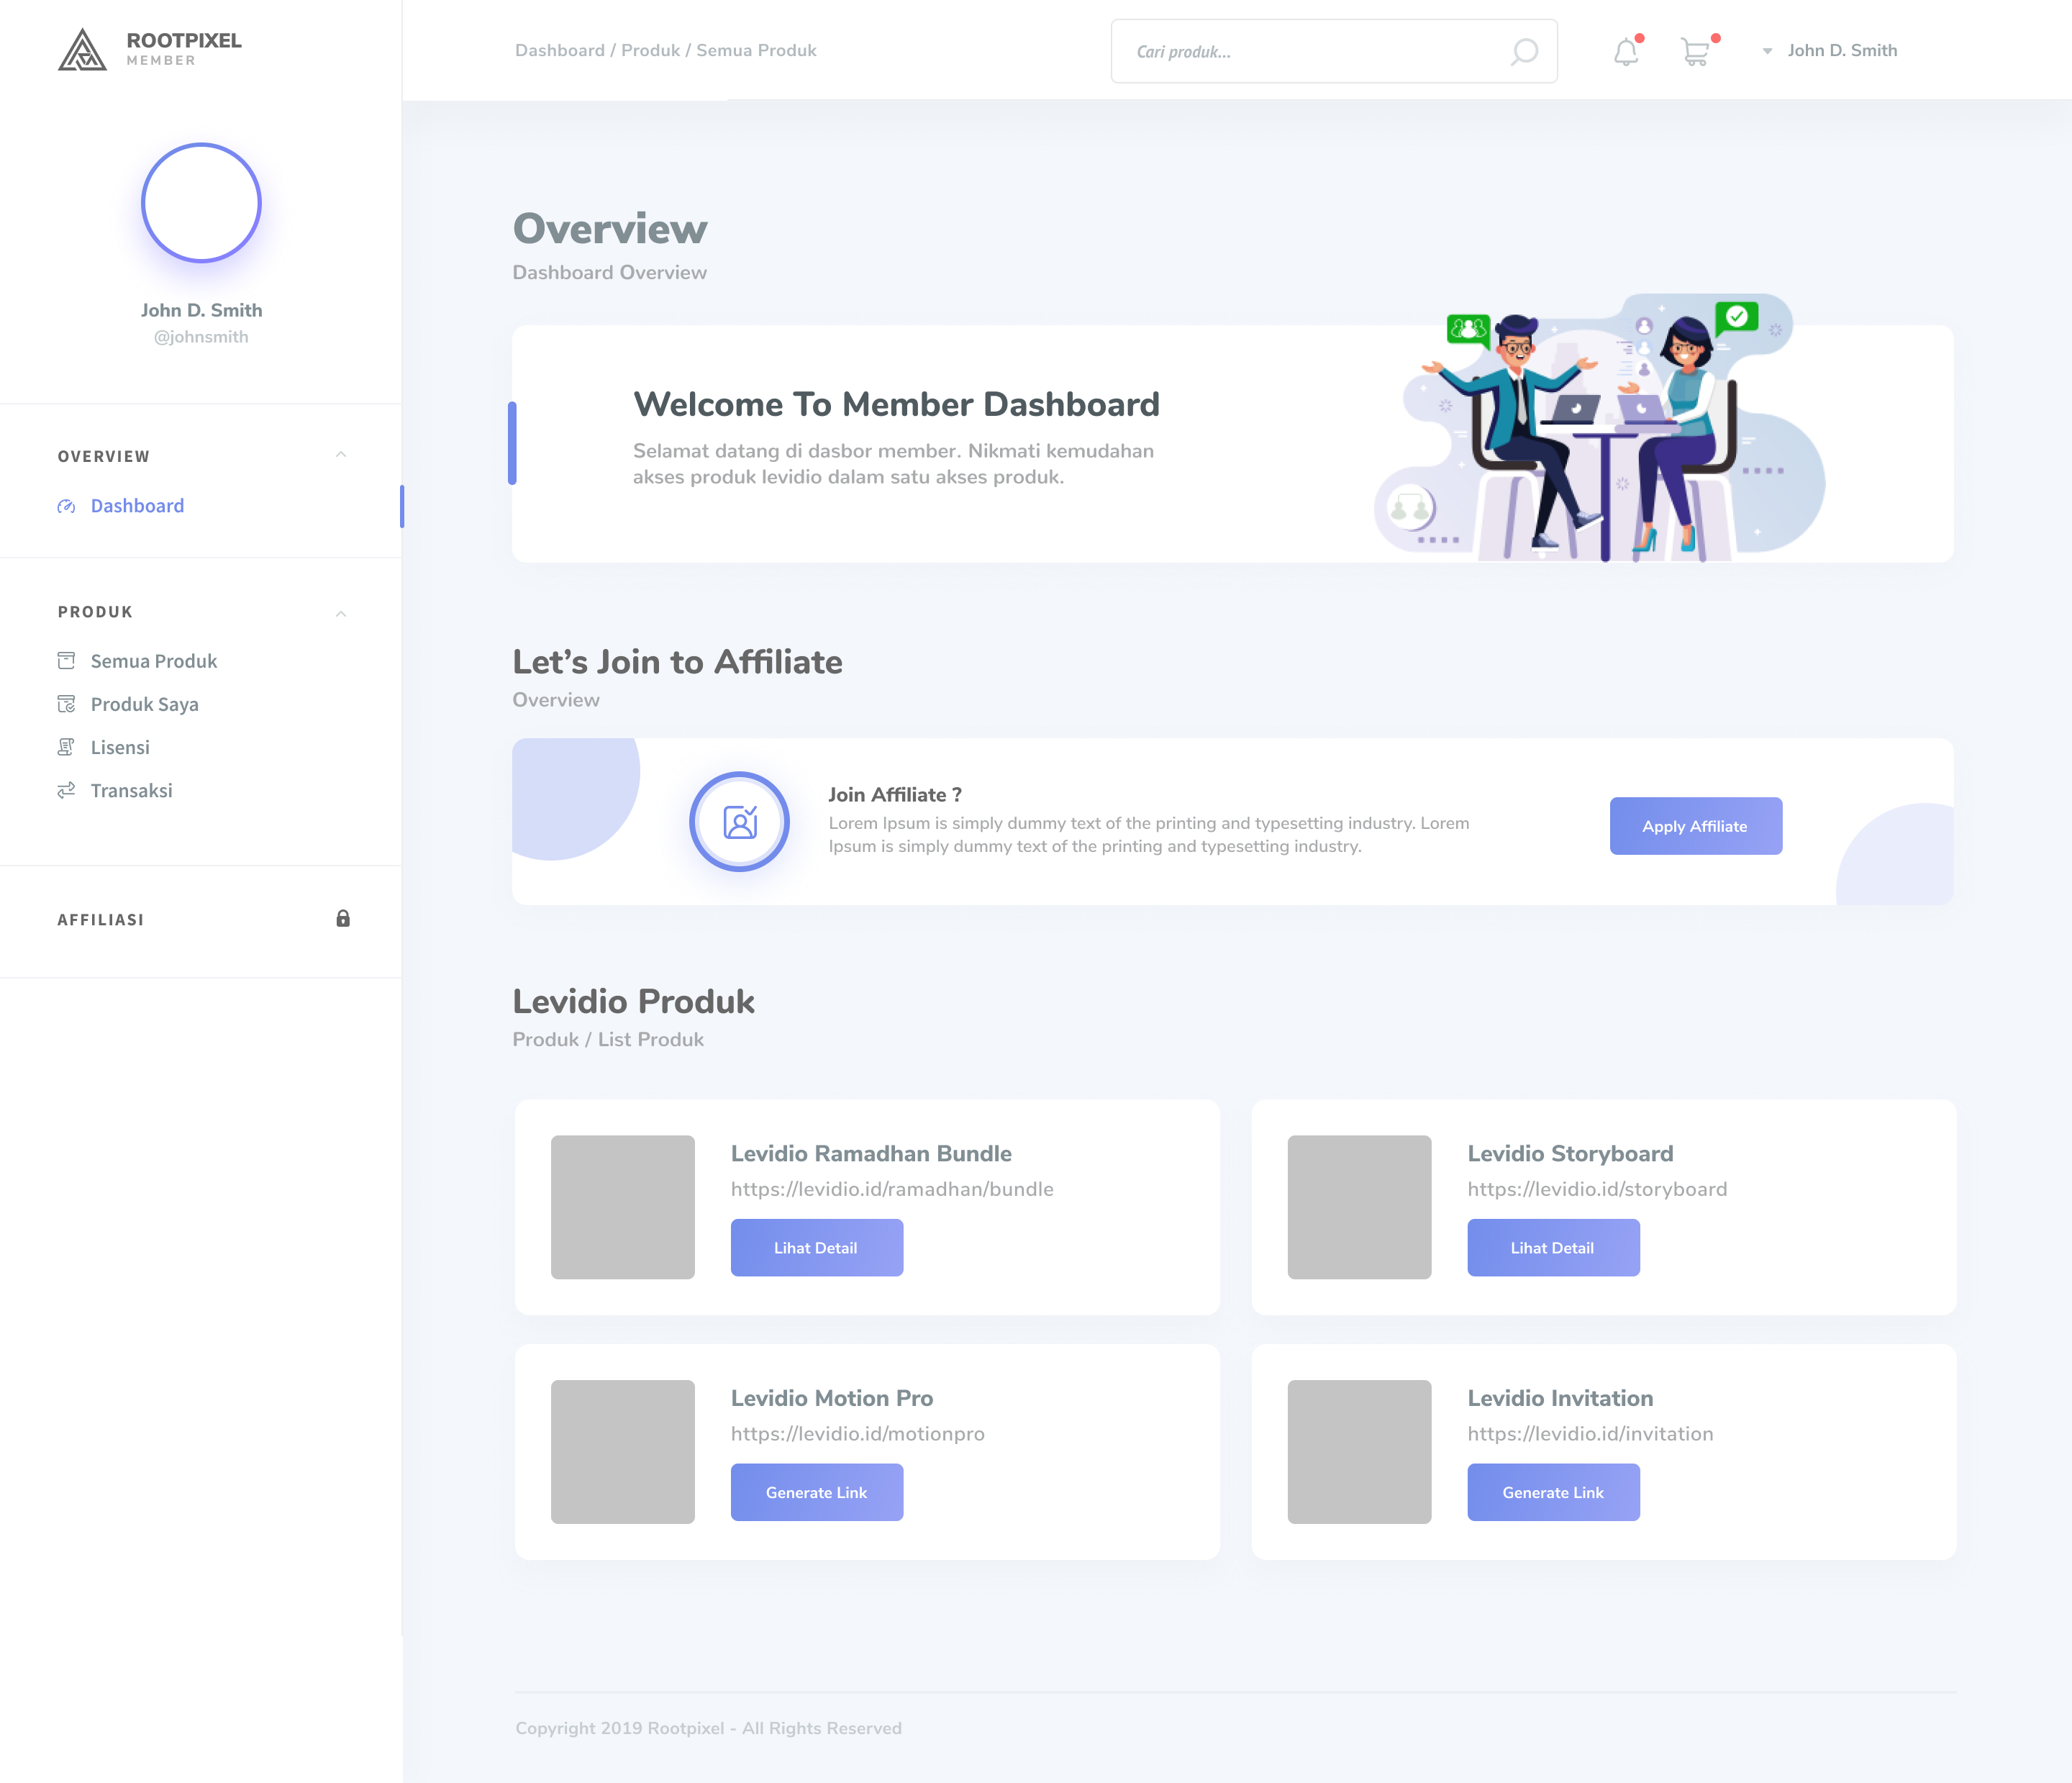 ROOTPIXEL
MEMBER
John D. Smith
@johnsmith
OVERVIEW
Dashboard
PRODUK
Semua Produk
Produk Saya
Lisensi
Transaksi
AFFILIASI
Dashboard / Produk / Semua Produk
Cari produk...
John D. Smith
Overview
Dashboard Overview
Welcome To Member Dashboard
Selamat datang di dasbor member. Nikmati kemudahan
akses produk levidio dalam satu akses produk.
Let’s Join to Affiliate
Overview
Join Affiliate ?
Lorem Ipsum is simply dummy text of the printing and typesetting industry. Lorem
Ipsum is simply dummy text of the printing and typesetting industry.
Apply Affiliate
Levidio Produk
Produk / List Produk
Levidio Ramadhan Bundle
https://levidio.id/ramadhan/bundle
Lihat Detail
Levidio Storyboard
https://levidio.id/storyboard
Lihat Detail
Levidio Motion Pro
https://levidio.id/motionpro
Generate Link
Levidio Invitation
https://levidio.id/invitation
Generate Link
Copyright 2019 Rootpixel - All Rights Reserved